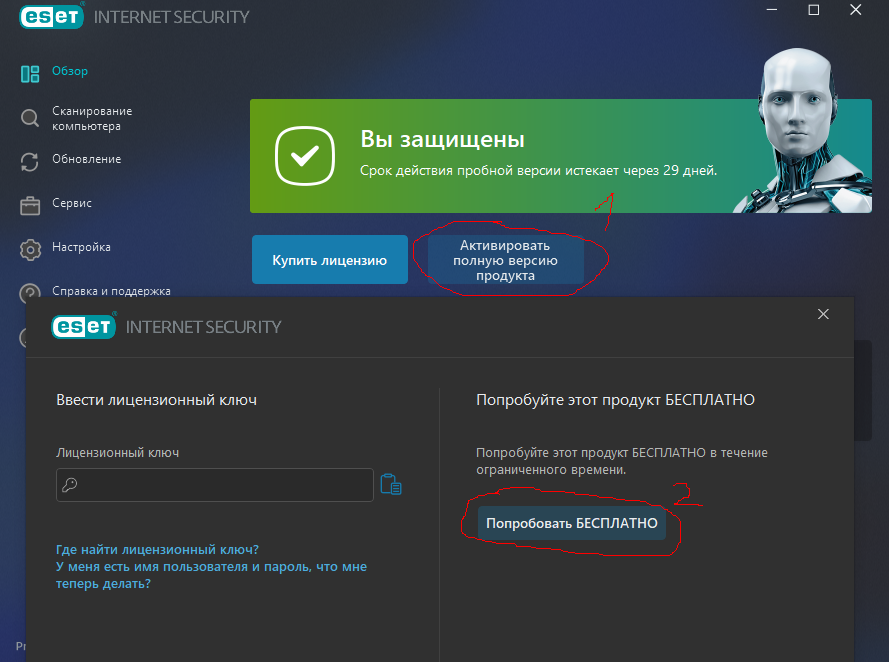 eset INTERNET SECURITY
Обзор
Сканирование
компьютера
Обновление
Сервис
Настройка
Справка и поддержка
Вы защищены
Срок действия пробной версии истекает через 29 дней.
1
Купить лицензию
Активировать
полную версию
продукта
eset INTERNET SECURITY
Ввести лицензионный ключ
Лицензионный ключ
Где найти лицензионный ключ?
У меня есть имя пользователя и пароль, что мне
теперь делать?
Попробуйте этот продукт БЕСПЛАТНО
Попробуйте этот продукт БЕСПЛАТНО в течение
ограниченного времени.
2
Попробовать БЕСПЛАТНО